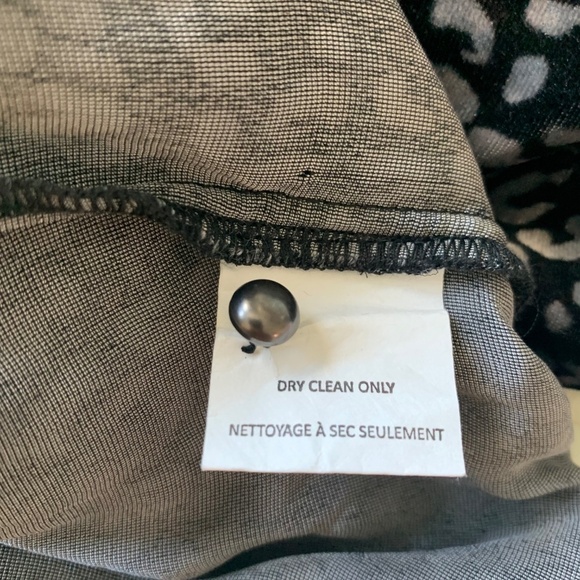 DRY CLEAN ONLY
NETTOYAGE À SEC SEULEMENT